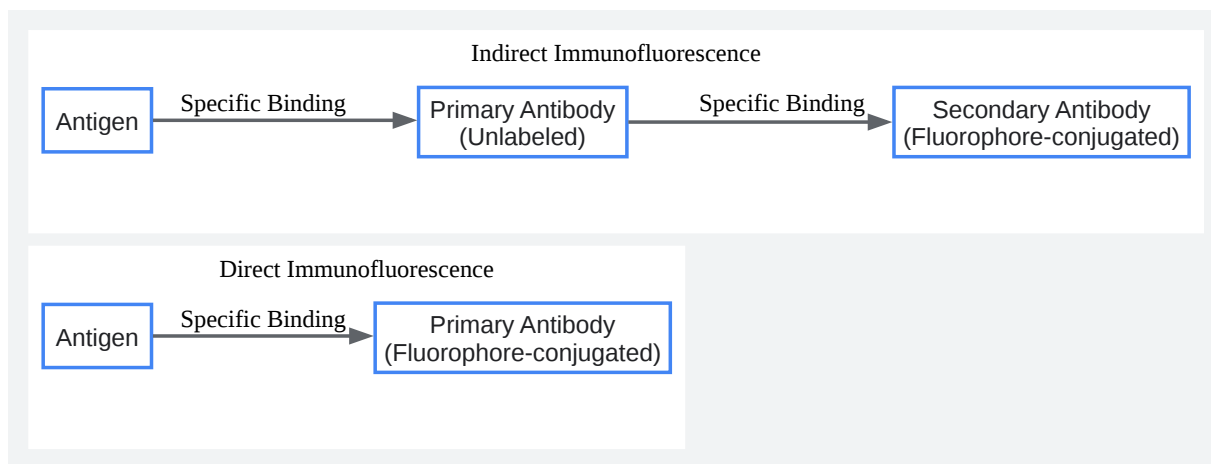 Indirect Immunofluorescence
Antigen
Specific Binding
Primary Antibody
(Unlabeled)
Specific Binding
Secondary Antibody
(Fluorophore-conjugated)
Direct Immunofluorescence
Antigen
Specific Binding
Primary Antibody
(Fluorophore-conjugated)